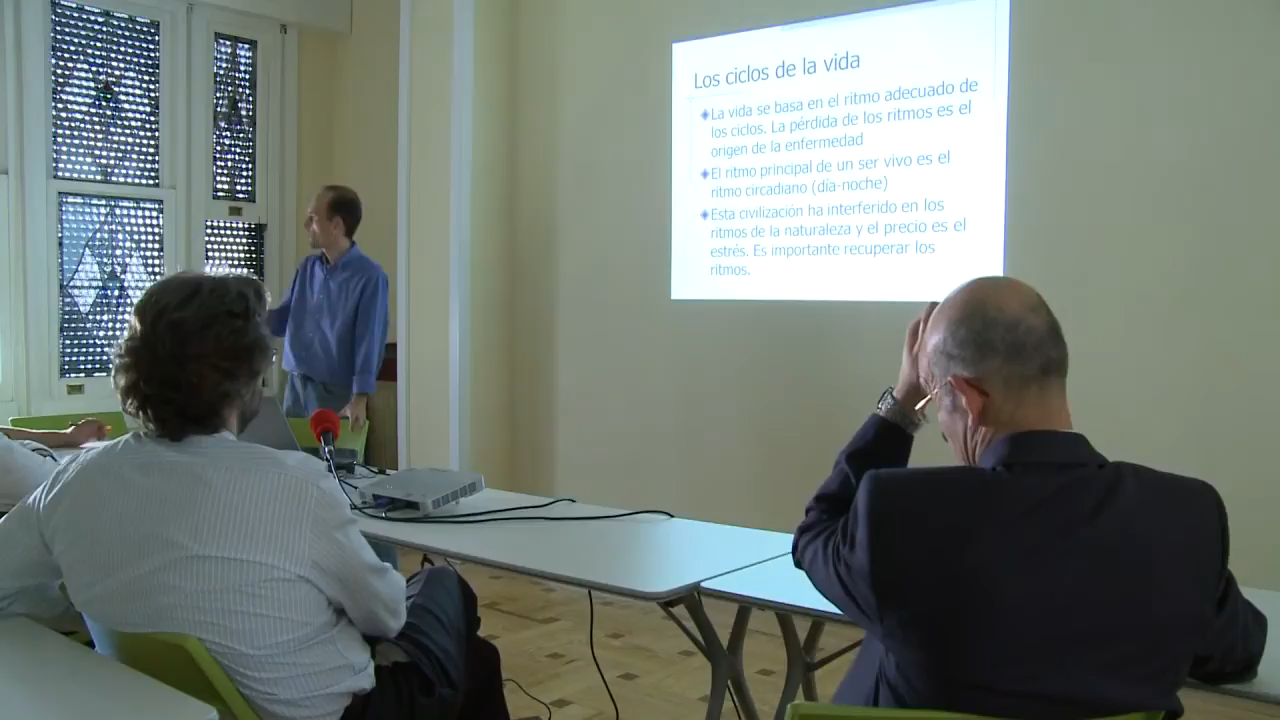 Los ciclos de la vida
La vida se basa en el ritmo adecuado de
los ciclos. La pérdida de los ritmos es el
origen de la enfermedad
El ritmo principal de un ser vivo es el
ritmo circadiano (día-noche)
Esta civilización ha interferido en los
ritmos de la naturaleza y el precio es el
estrés. Es importante recuperar los
ritmos.